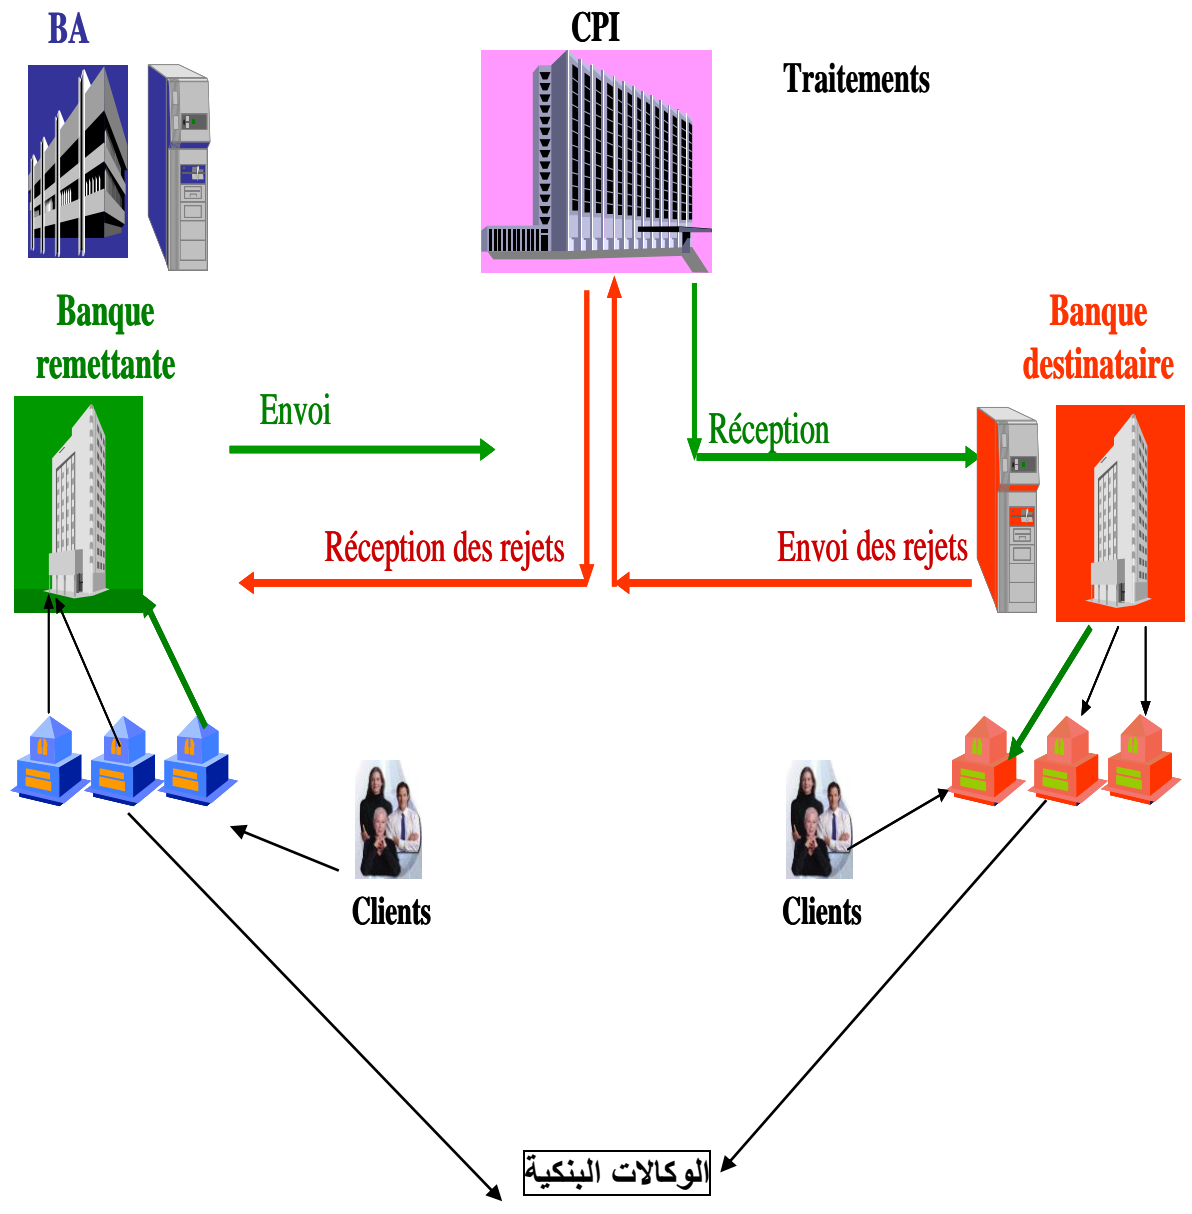 BA
CPI
Traitements
Banque
remettante
Banque
destinataire
Envoi
Réception
Réception des rejets
Envoi des rejets
Clients
Clients
الوكالات البنكية